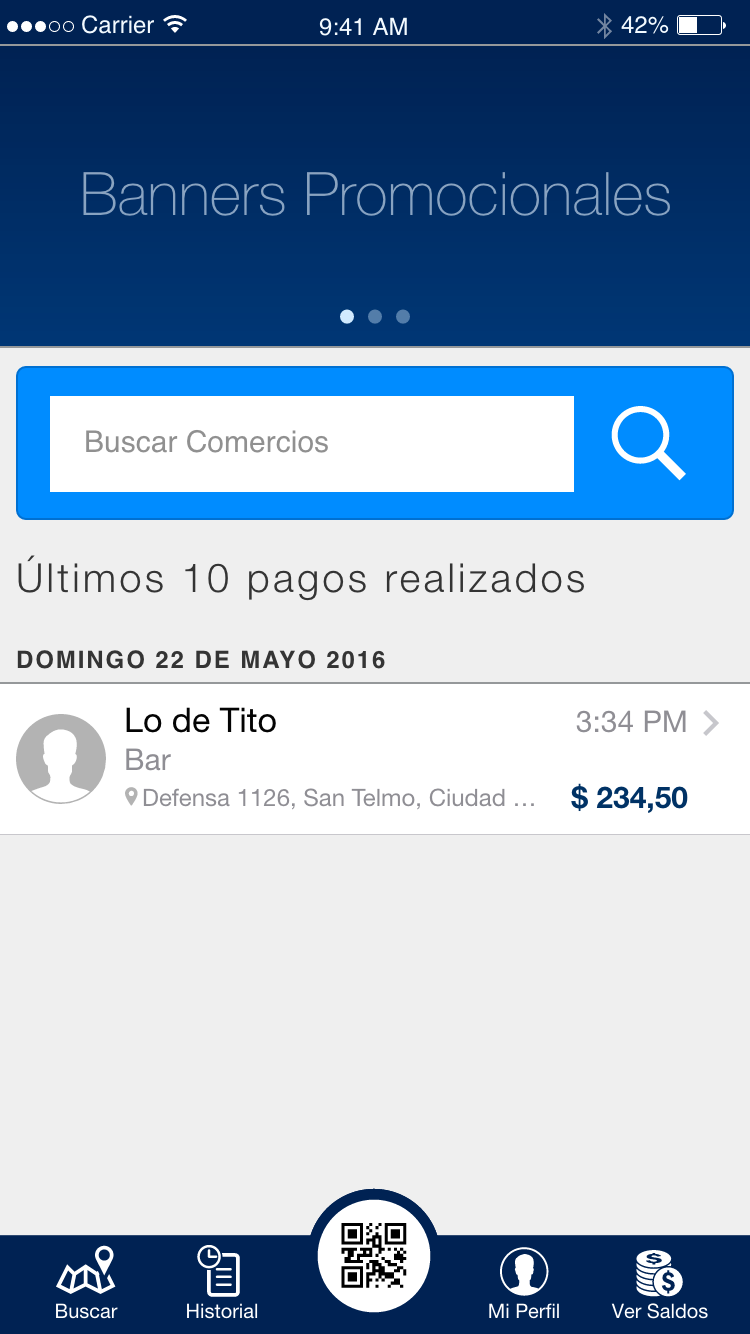 Carrier 9:41 AM 42%
Banners Promocionales
Buscar Comercios
Últimos 10 pagos realizados
DOMINGO 22 DE MAYO 2016
Lo de Tito 3:34 PM
Bar
Defensa 1126, San Telmo, Ciudad ... $ 234,50
Buscar Historial Mi Perfil Ver Saldos